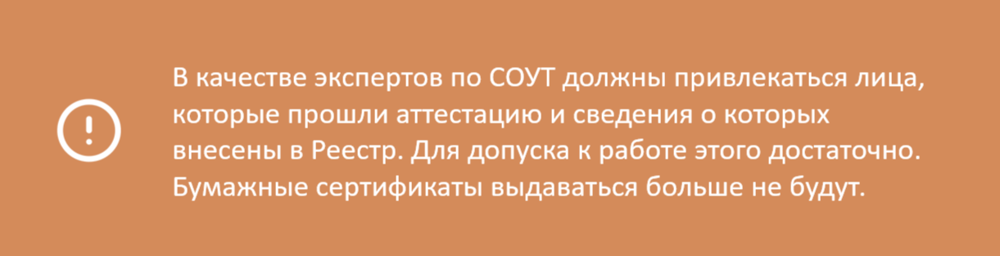 В качестве экспертов по СОУТ должны привлекаться лица,
которые прошли аттестацию и сведения о которых
внесены в Реестр. Для допуска к работе этого достаточно.
Бумажные сертификаты выдаваться больше не будут.